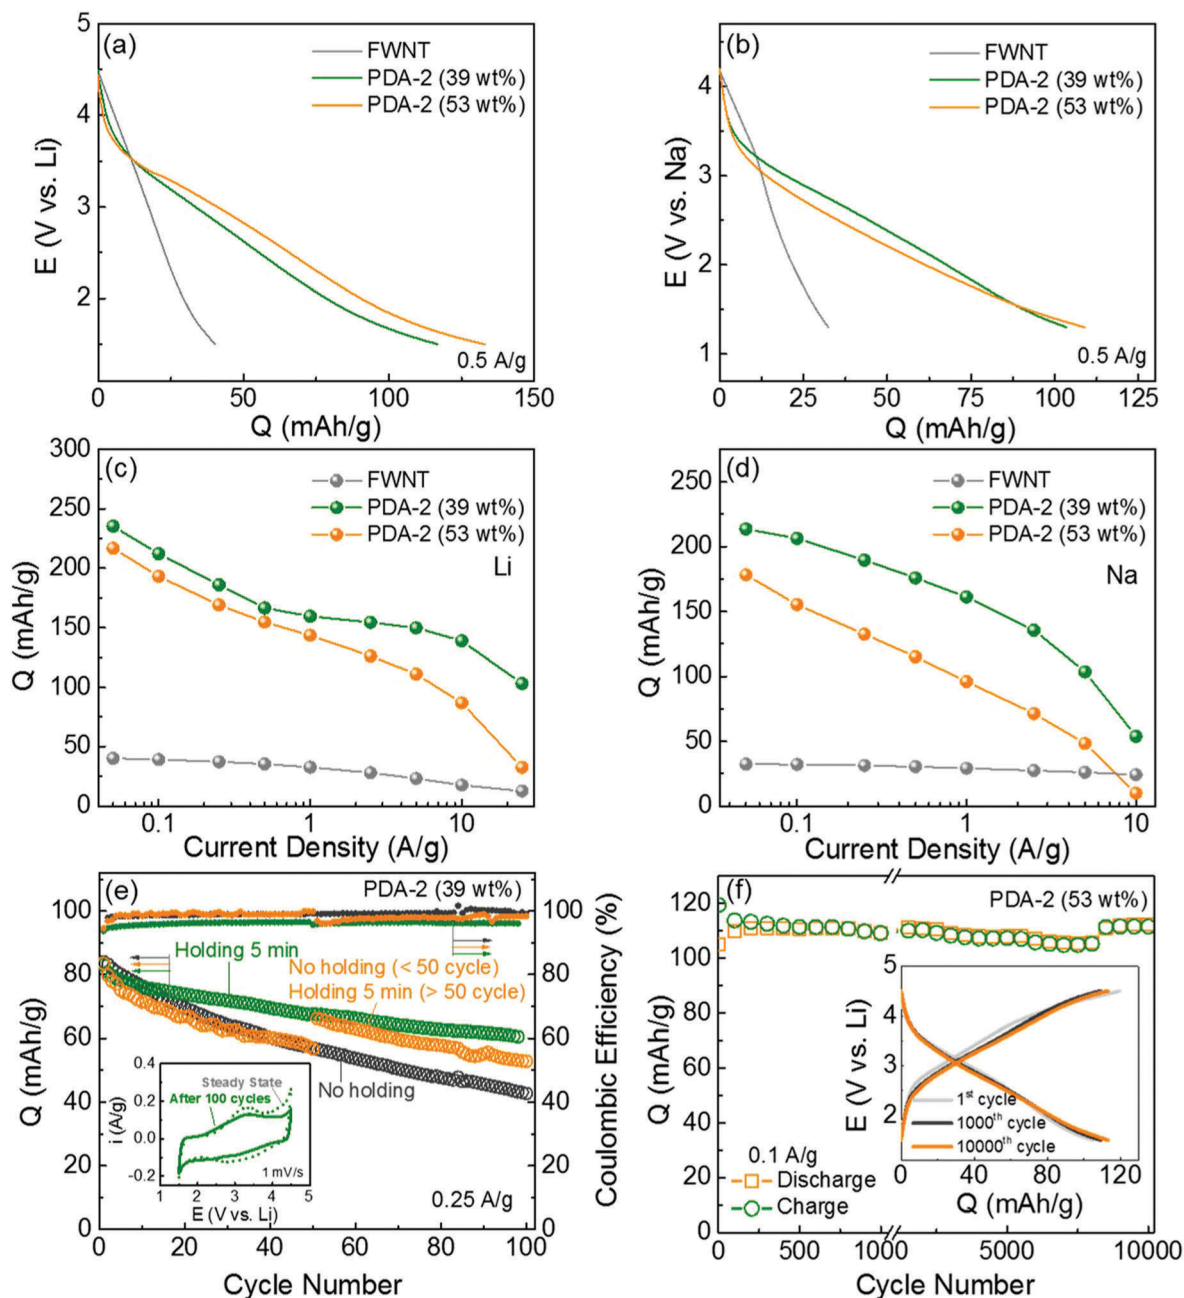 (a)
FWNT
PDA-2 (39 wt%)
PDA-2 (53 wt%)
E (V vs. Li)
5
4
3
2
0.5 A/g
0 50 100 150
Q (mAh/g)
(b)
FWNT
PDA-2 (39 wt%)
PDA-2 (53 wt%)
E (V vs. Na)
4
3
2
1
0.5 A/g
0 25 50 75 100 125
Q (mAh/g)
(c)
FWNT
PDA-2 (39 wt%)
PDA-2 (53 wt%)
Li
Q (mAh/g)
300
250
200
150
100
50
0
0.1 1 10
Current Density (A/g)
(d)
FWNT
PDA-2 (39 wt%)
PDA-2 (53 wt%)
Na
Q (mAh/g)
250
200
150
100
50
0
0.1 1 10
Current Density (A/g)
(e)
PDA-2 (39 wt%)
Holding 5 min
No holding (< 50 cycle)
Holding 5 min (> 50 cycle)
No holding
Q (mAh/g)
100
80
60
40
20
0
Coulombic Efficiency (%)
100
80
60
40
20
0
0.4
0.2
0.0
-0.2
i (A/g)
Steady State
After 100 cycles
1 mV/s
1 2 3 4 5
E (V vs. Li)
0.25 A/g
0 20 40 60 80 100
Cycle Number
(f)
PDA-2 (53 wt%)
Q (mAh/g)
120
100
80
60
40
20
0
E (V vs. Li)
4
3
2
1st cycle
1000th cycle
10000th cycle
0 40 80 120
Q (mAh/g)
0.1 A/g
Discharge
Charge
0 500 1000 5000 10000
Cycle Number